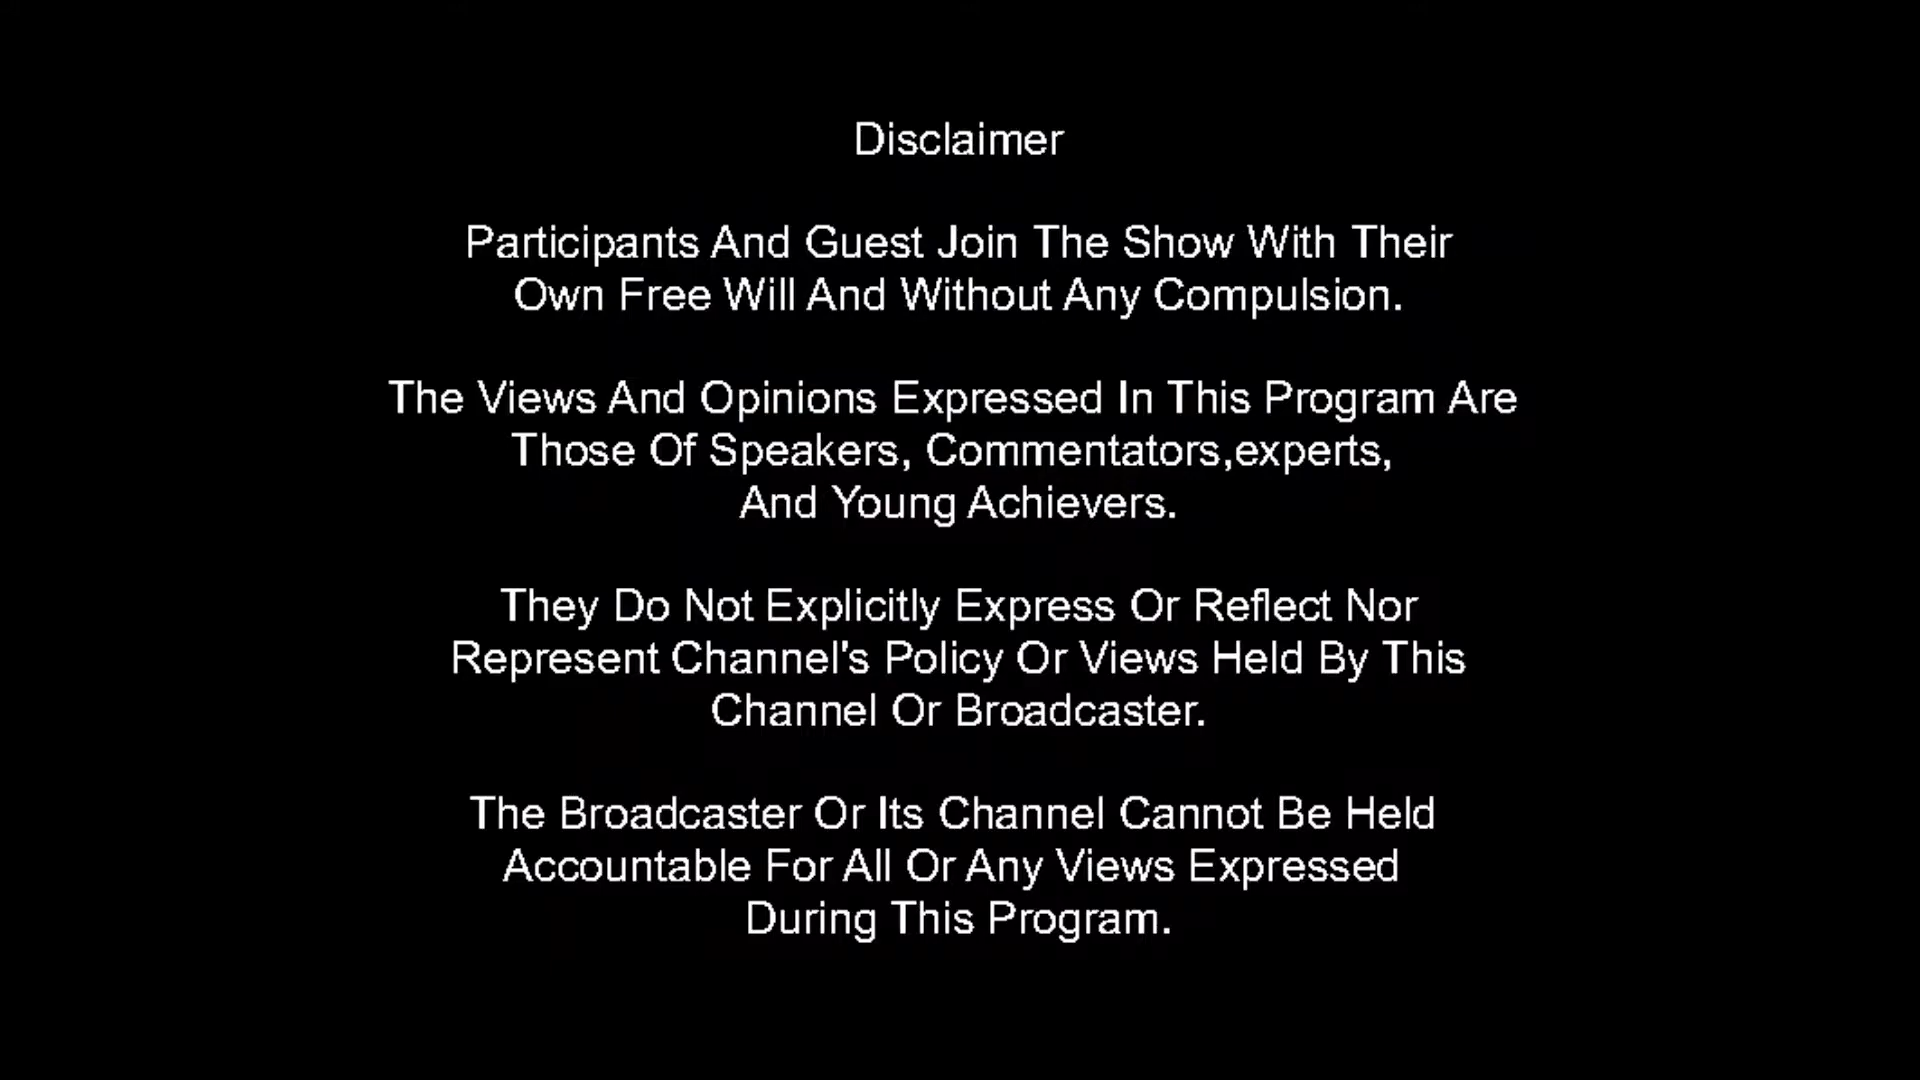 Disclaimer
Participants And Guest Join The Show With Their
Own Free Will And Without Any Compulsion.
The Views And Opinions Expressed In This Program Are
Those Of Speakers, Commentators,experts,
And Young Achievers.
They Do Not Explicitly Express Or Reflect Nor
Represent Channel's Policy Or Views Held By This
Channel Or Broadcaster.
The Broadcaster Or Its Channel Cannot Be Held
Accountable For All Or Any Views Expressed
During This Program.